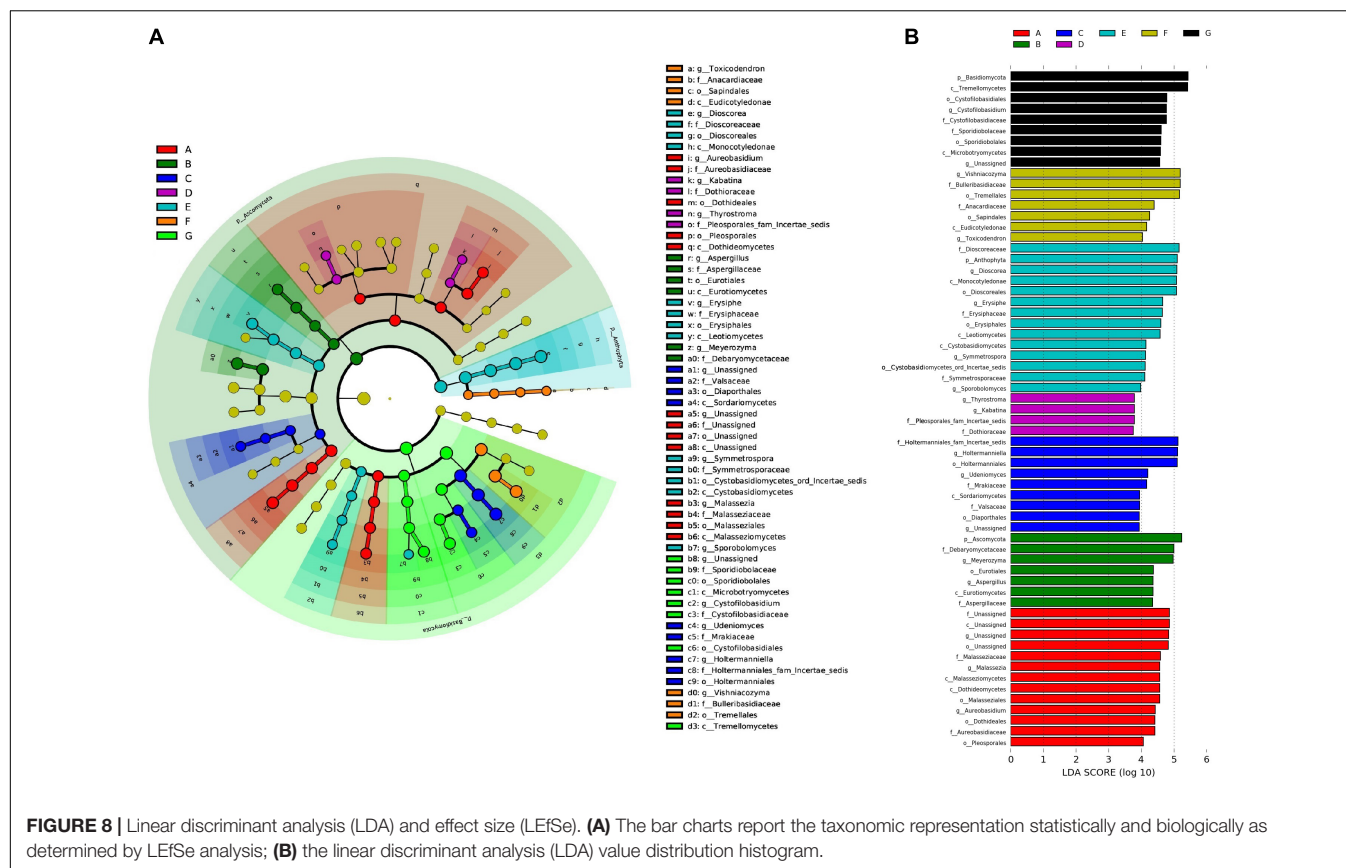 A
A
B
C
D
E
F
G
p__Ascomycota
p__Anthophyta
p__Basidiomycota
a: g__Toxicodendron
b: f__Anacardiaceae
c: o__Sapindales
d: c__Eudicotyledonae
e: g__Dioscorea
f: f__Dioscoreaceae
g: o__Dioscoreales
h: c__Monocotyledonae
i: g__Aureobasidium
j: f__Aureobasidiaceae
k: g__Kabatina
l: f__Dothioraceae
m: o__Dothideales
n: g__Thyrostroma
o: f__Pleosporales_fam_Incertae_sedis
p: o__Pleosporales
q: c__Dothideomycetes
r: g__Aspergillus
s: f__Aspergillaceae
t: o__Eurotiales
u: c__Eurotiomycetes
v: g__Erysiphe
w: f__Erysiphaceae
x: o__Erysiphales
y: c__Leotiomycetes
z: g__Meyerozyma
a0: f__Debaryomycetaceae
a1: g__Unassigned
a2: f__Valsaceae
a3: o__Diaporthales
a4: c__Sordariomycetes
a5: g__Unassigned
a6: f__Unassigned
a7: o__Unassigned
a8: c__Unassigned
a9: g__Symmetrospora
b0: f__Symmetrosporaceae
b1: o__Cystobasidiomycetes_ord_Incertae_sedis
b2: c__Cystobasidiomycetes
b3: g__Malassezia
b4: f__Malasseziaceae
b5: o__Malasseziales
b6: c__Malasseziomycetes
b7: g__Sporobolomyces
b8: g__Unassigned
b9: f__Sporidiobolaceae
c0: o__Sporidiobolales
c1: c__Microbotryomycetes
c2: g__Cystofilobasidium
c3: f__Cystofilobasidiaceae
c4: g__Udeniomyces
c5: f__Mrakiaceae
c6: o__Cystofilobasidiales
c7: g__Holtermanniella
c8: f__Holtermanniales_fam_Incertae_sedis
c9: o__Holtermanniales
d0: g__Vishniacozyma
d1: f__Bulleribasidiaceae
d2: o__Tremellales
d3: c__Tremellomycetes
B
A C E F G
B D
p__Basidiomycota
c__Tremellomycetes
o__Cystofilobasidiales
g__Cystofilobasidium
f__Cystofilobasidiaceae
f__Sporidiobolaceae
o__Sporidiobolales
c__Microbotryomycetes
g__Unassigned
g__Vishniacozyma
f__Bulleribasidiaceae
o__Tremellales
f__Anacardiaceae
o__Sapindales
c__Eudicotyledonae
g__Toxicodendron
f__Dioscoreaceae
p__Anthophyta
g__Dioscorea
c__Monocotyledonae
o__Dioscoreales
g__Erysiphe
f__Erysiphaceae
o__Erysiphales
c__Leotiomycetes
c__Cystobasidiomycetes
g__Symmetrospora
o__Cystobasidiomycetes_ord_Incertae_sedis
f__Symmetrosporaceae
g__Sporobolomyces
g__Thyrostroma
g__Kabatina
f__Pleosporales_fam_Incertae_sedis
f__Dothioraceae
f__Holtermanniales_fam_Incertae_sedis
g__Holtermanniella
o__Holtermanniales
g__Udeniomyces
f__Mrakiaceae
c__Sordariomycetes
f__Valsaceae
o__Diaporthales
g__Unassigned
p__Ascomycota
f__Debaryomycetaceae
g__Meyerozyma
o__Eurotiales
g__Aspergillus
c__Eurotiomycetes
f__Aspergillaceae
f__Unassigned
c__Unassigned
g__Unassigned
o__Unassigned
f__Malasseziaceae
g__Malassezia
c__Malasseziomycetes
c__Dothideomycetes
o__Malasseziales
g__Aureobasidium
o__Dothideales
f__Aureobasidiaceae
o__Pleosporales
0 1 2 3 4 5 6
LDA SCORE (log 10)
FIGURE 8 | Linear discriminant analysis (LDA) and effect size (LEfSe). (A) The bar charts report the taxonomic representation statistically and biologically as
determined by LEfSe analysis; (B) the linear discriminant analysis (LDA) value distribution histogram.